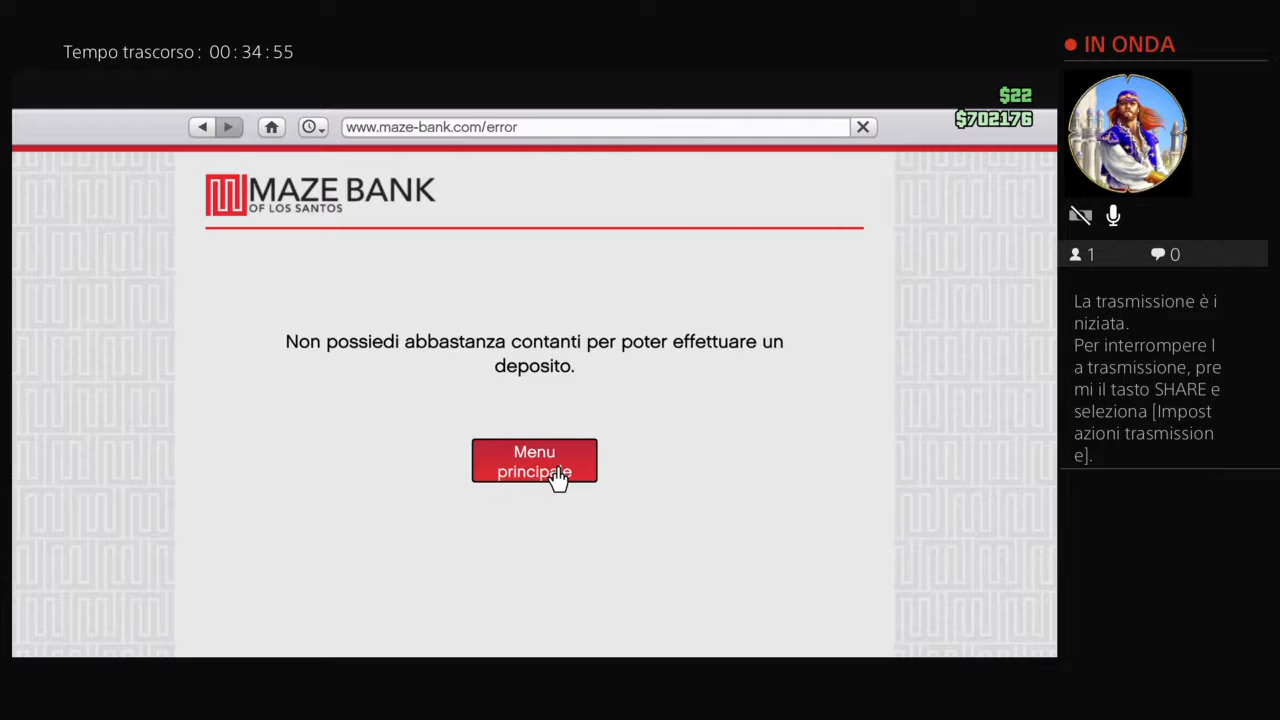 Tempo trascorso: 00:34:55
IN ONDA
$22
$702176
www.maze-bank.com/error
MAZE BANK
OF LOS SANTOS
1
0
Non possiedi abbastanza contanti per poter effettuare un
deposito.
Menu
principale
La trasmissione è i
niziata.
Per interrompere l
a trasmissione, pre
mi il tasto SHARE e
seleziona [Impost
azioni trasmission
e].